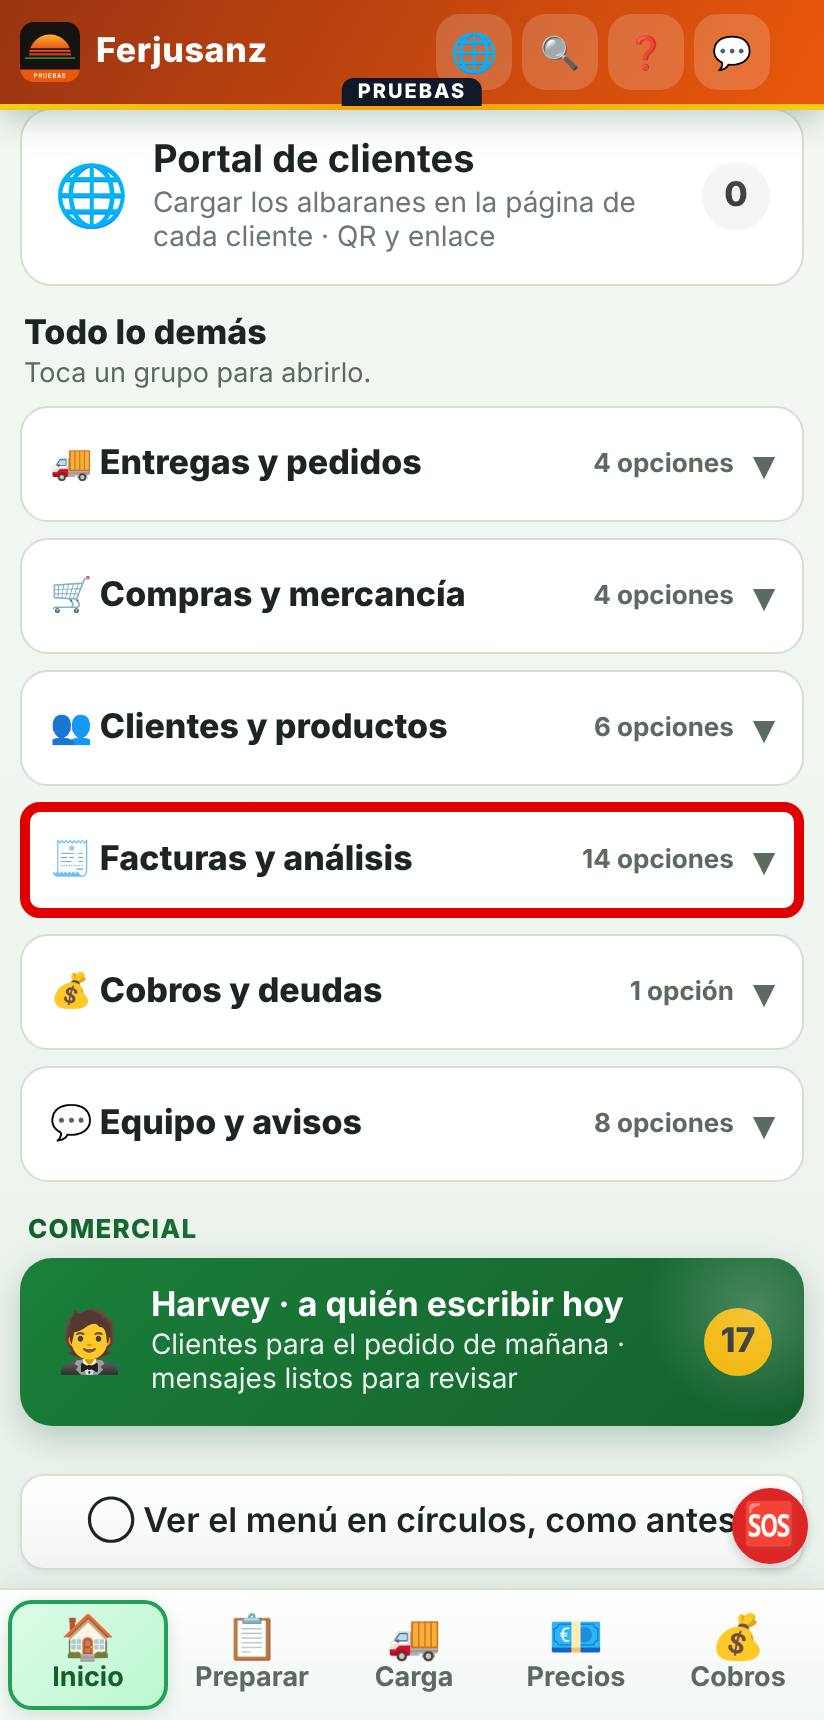 PRUEBAS
Ferjusanz
PRUEBAS
Portal de clientes
Cargar los albaranes en la página de
cada cliente · QR y enlace
0
Todo lo demás
Toca un grupo para abrirlo.
Entregas y pedidos 4 opciones ▼
Compras y mercancía 4 opciones ▼
Clientes y productos 6 opciones ▼
Facturas y análisis 14 opciones ▼
Cobros y deudas 1 opción ▼
Equipo y avisos 8 opciones ▼
COMERCIAL
Harvey · a quién escribir hoy
Clientes para el pedido de mañana ·
mensajes listos para revisar
17
Ver el menú en círculos, como antes
SOS
Inicio Preparar Carga Precios Cobros